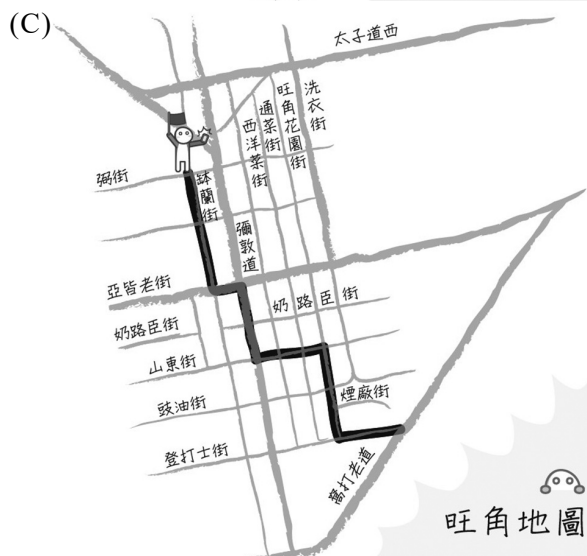 (C)
太子道西
洗衣街
旺角花園街
通菜街
西洋菜街
弼街
砵蘭街
彌敦道
亞皆老街
奶路臣街
奶路臣街
山東街
煙廠街
豉油街
登打士街
窩打老道
旺角地圖